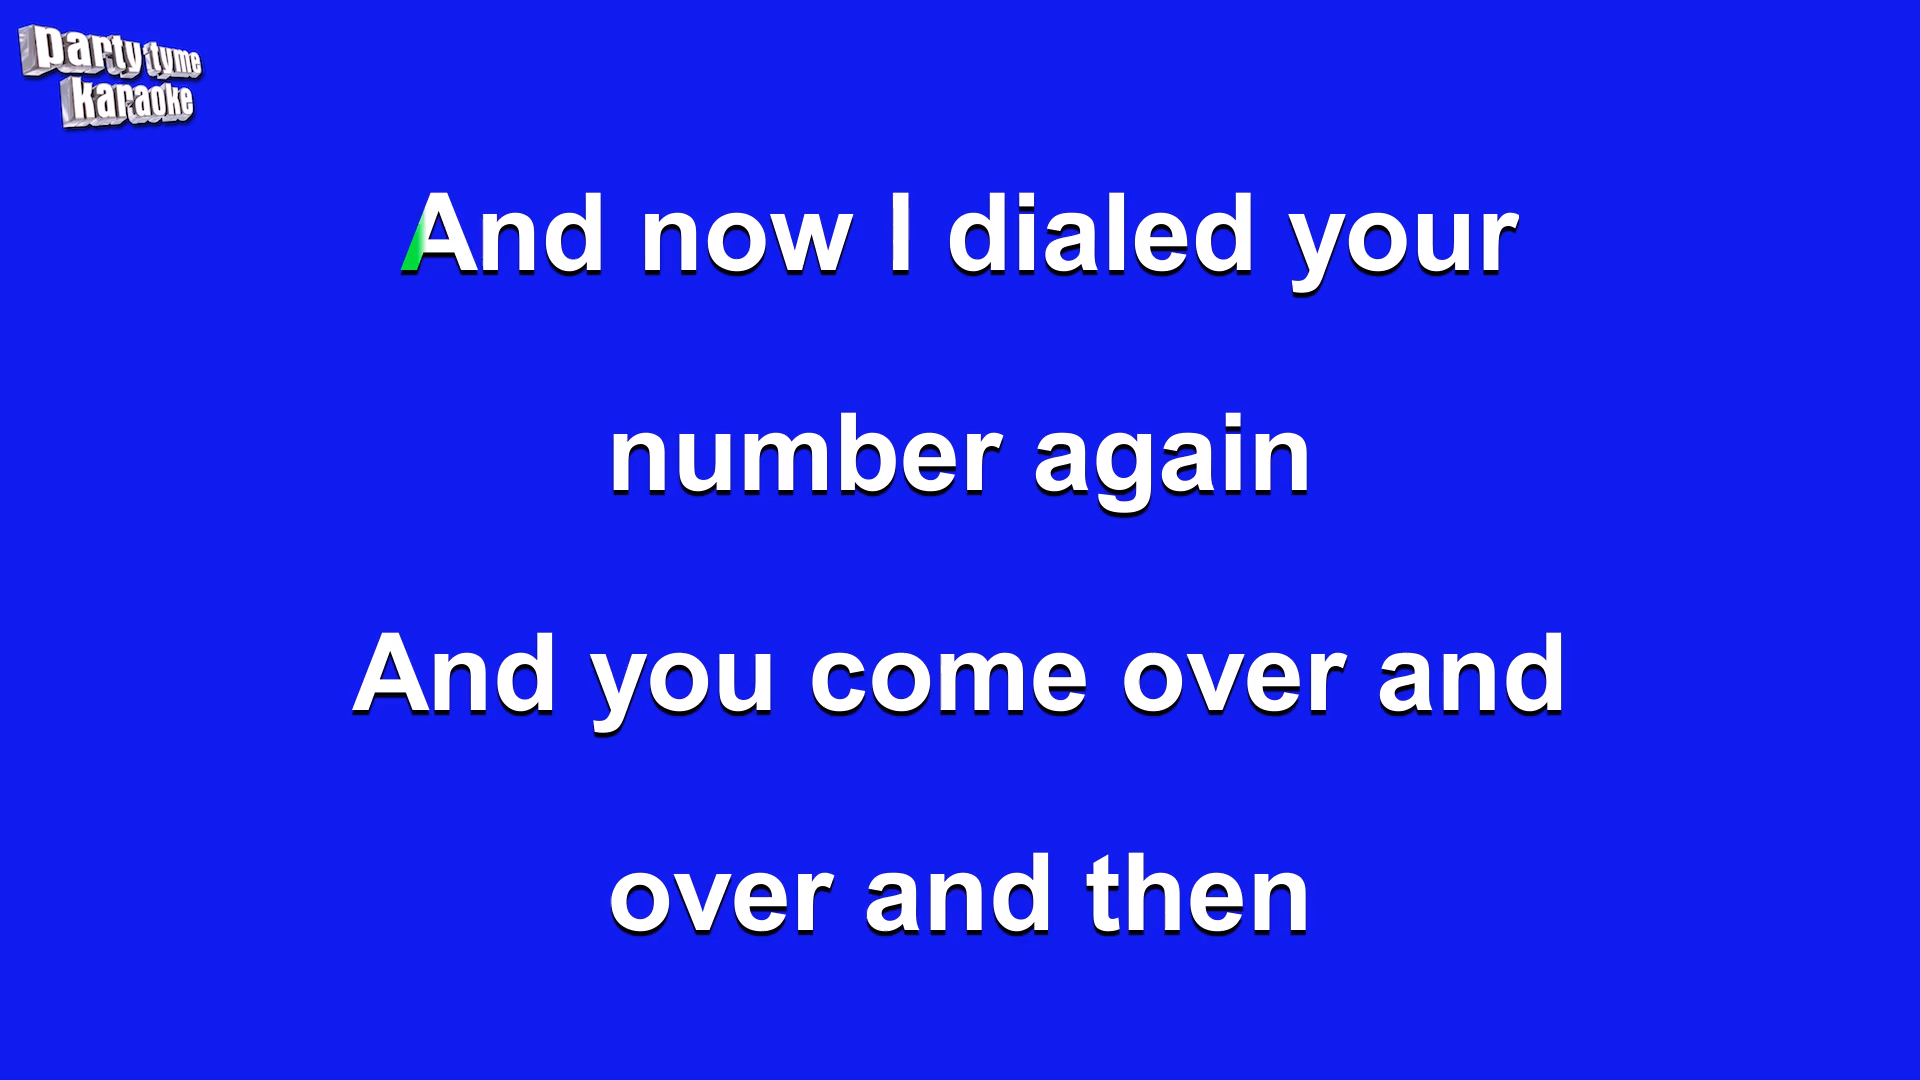 party tyme
karaoke
And now I dialed your
number again
And you come over and
over and then